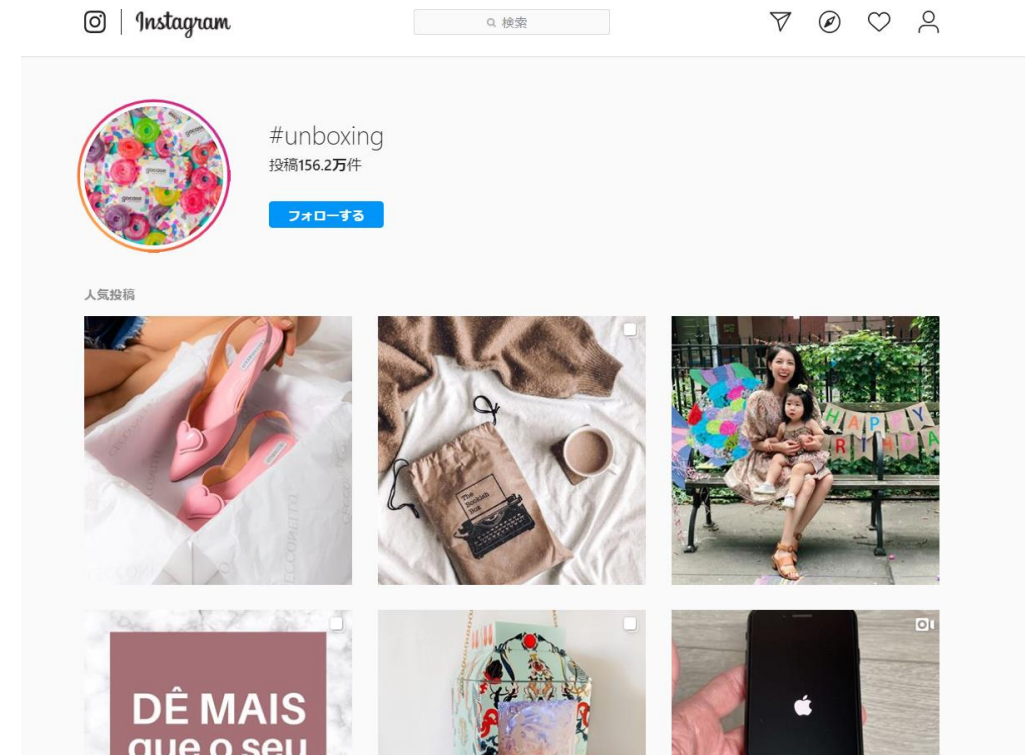 Instagram
検索
#unboxing
投稿156.2万件
フォローする
人気投稿
The
Bookish
Box
HAPPY
DÊ MAIS
que o seu